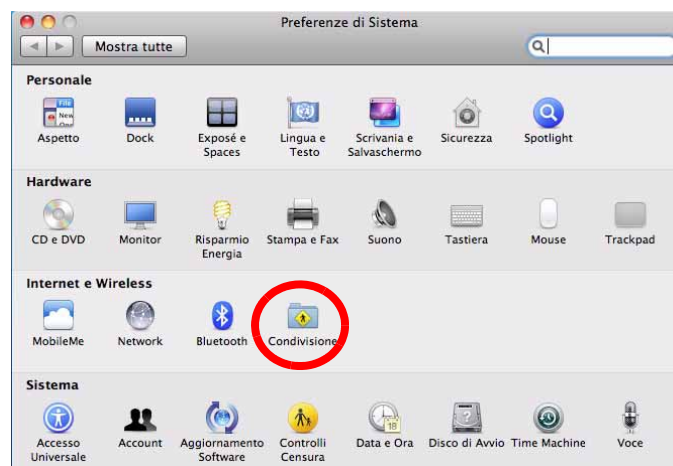 Preferenze di Sistema
Mostra tutte
Personale
Aspetto
Dock
Exposé e
Spaces
Lingua e
Testo
Scrivania e
Salvaschermo
Sicurezza
Spotlight
Hardware
CD e DVD
Monitor
Risparmio
Energia
Stampa e Fax
Suono
Tastiera
Mouse
Trackpad
Internet e Wireless
MobileMe
Network
Bluetooth
Condivisione
Sistema
Accesso
Universale
Account
Aggiornamento
Software
Controlli
Censura
18
Data e Ora
Disco di Avvio
Time Machine
Voce